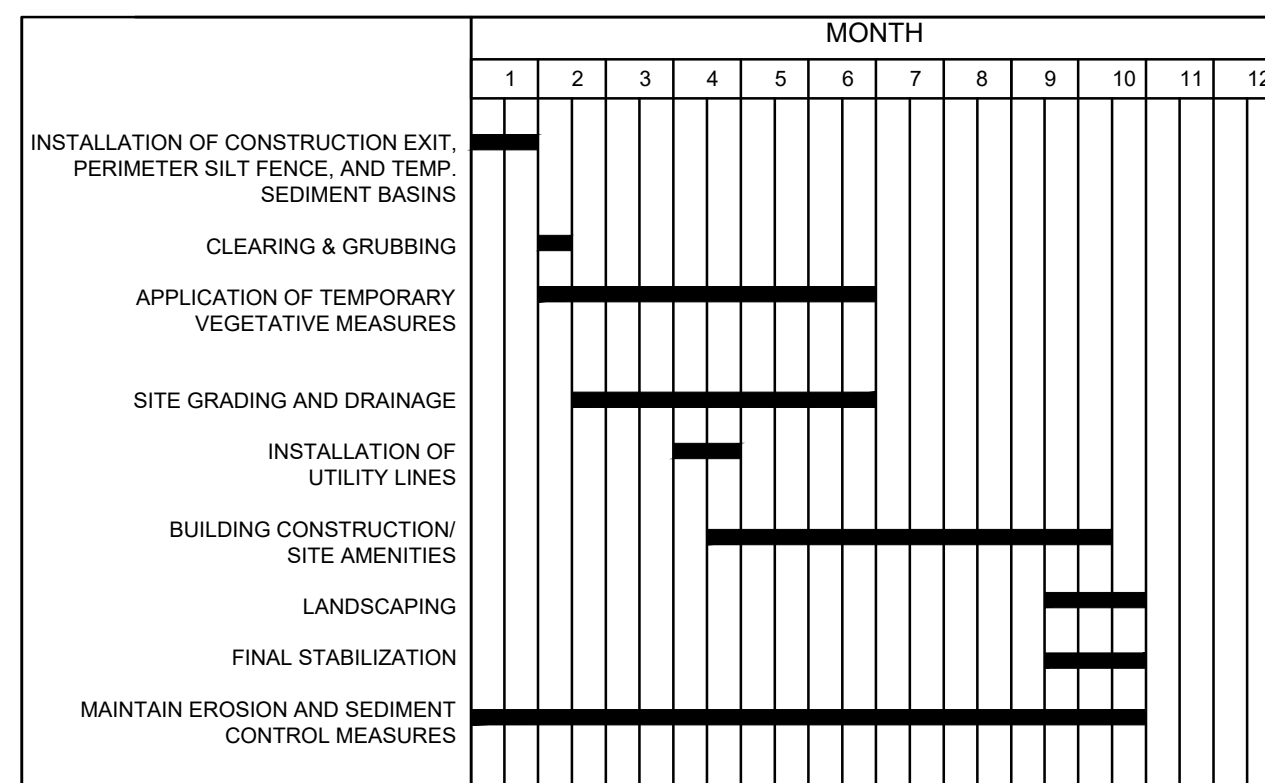 MONTH
1 2 3 4 5 6 7 8 9 10 11 12
INSTALLATION OF CONSTRUCTION EXIT,
PERIMETER SILT FENCE, AND TEMP.
SEDIMENT BASINS
CLEARING & GRUBBING
APPLICATION OF TEMPORARY
VEGETATIVE MEASURES
SITE GRADING AND DRAINAGE
INSTALLATION OF
UTILITY LINES
BUILDING CONSTRUCTION/
SITE AMENITIES
LANDSCAPING
FINAL STABILIZATION
MAINTAIN EROSION AND SEDIMENT
CONTROL MEASURES